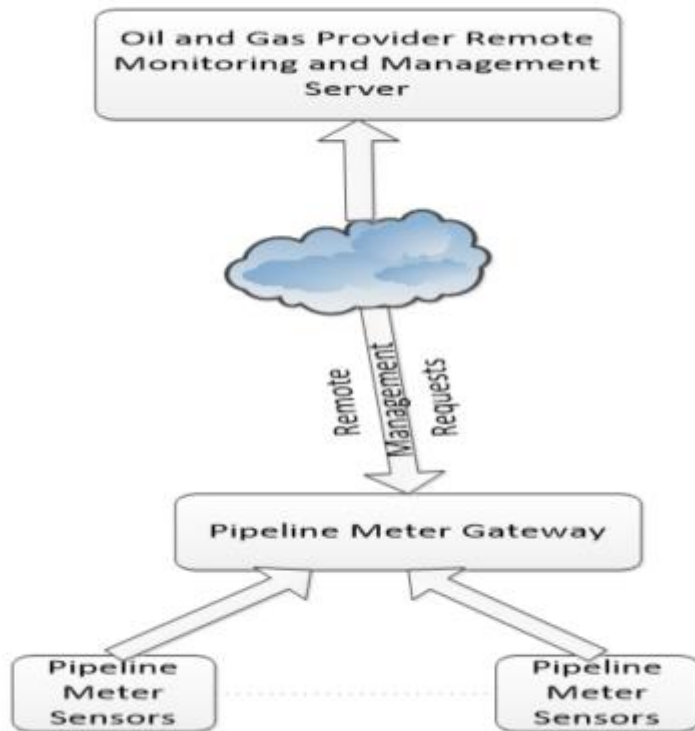 Oil and Gas Provider Remote
Monitoring and Management
Server
Remote
Management
Requests
Pipeline Meter Gateway
Pipeline
Meter
Sensors
Pipeline
Meter
Sensors